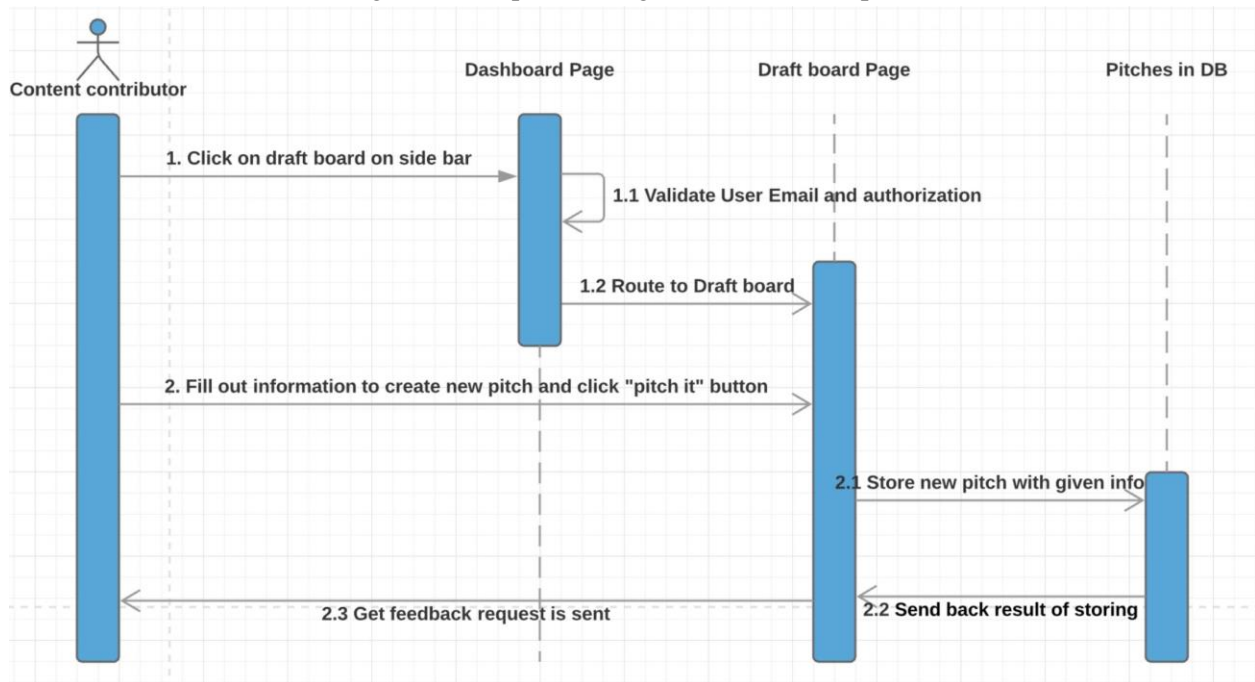 Dashboard Page
Draft board Page
Pitches in DB
Content contributor
1. Click on draft board on side bar
1.1 Validate User Email and authorization
1.2 Route to Draft board
2. Fill out information to create new pitch and click "pitch it" button
2.1 Store new pitch with given info
2.2 Send back result of storing
2.3 Get feedback request is sent